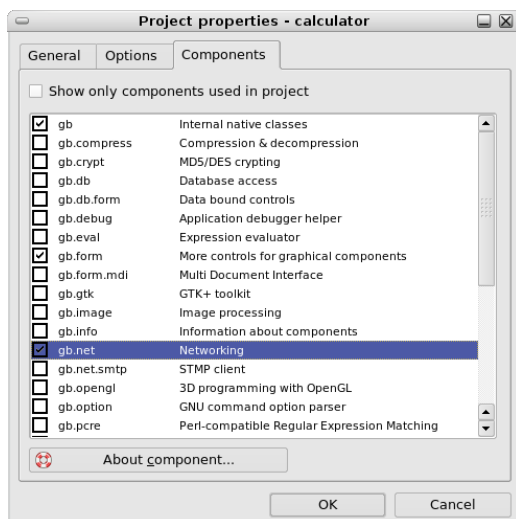 Project properties - calculator
General Options Components
Show only components used in project
gb Internal native classes
gb.compress Compression & decompression
gb.crypt MD5/DES crypting
gb.db Database access
gb.db.form Data bound controls
gb.debug Application debugger helper
gb.eval Expression evaluator
gb.form More controls for graphical components
gb.form.mdi Multi Document Interface
gb.gtk GTK+ toolkit
gb.image Image processing
gb.info Information about components
gb.net Networking
gb.net.smtp STMP client
gb.opengl 3D programming with OpenGL
gb.option GNU command option parser
gb.pcre Perl-compatible Regular Expression Matching
About component...
OK Cancel